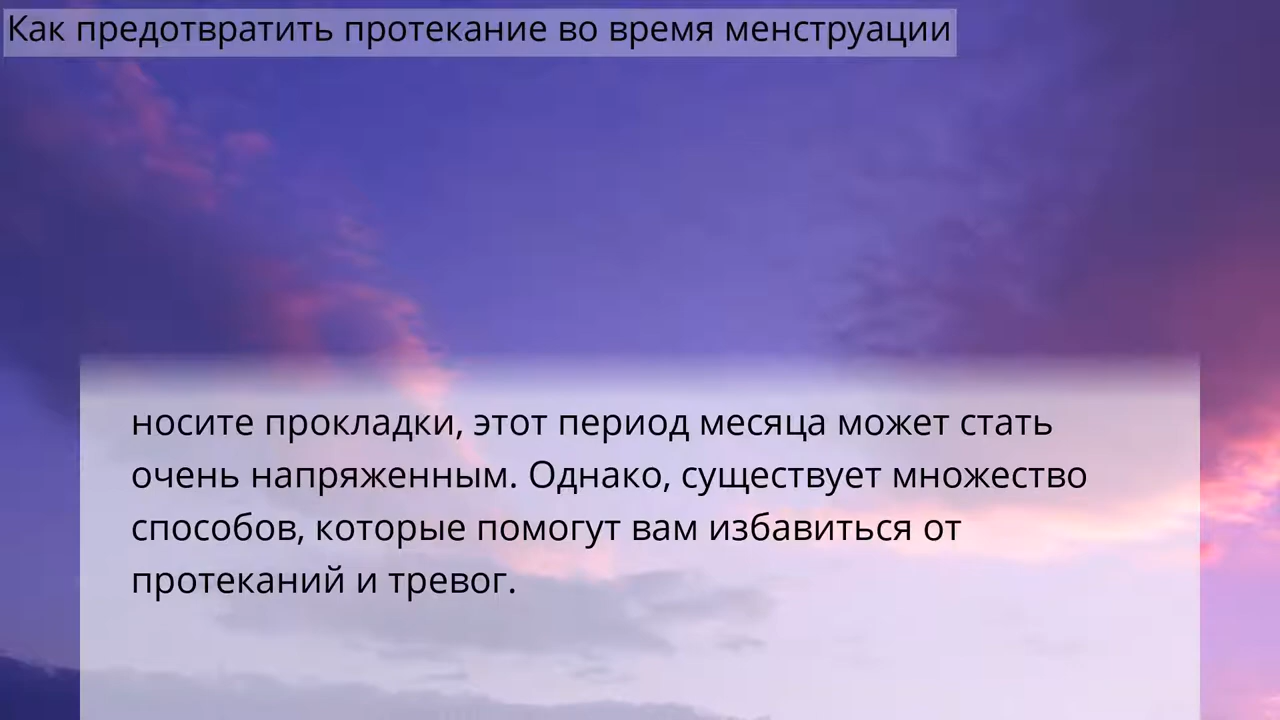 Как предотвратить протекание во время менструации
носите прокладки, этот период месяца может стать
очень напряженным. Однако, существует множество
способов, которые помогут вам избавиться от
протеканий и тревог.